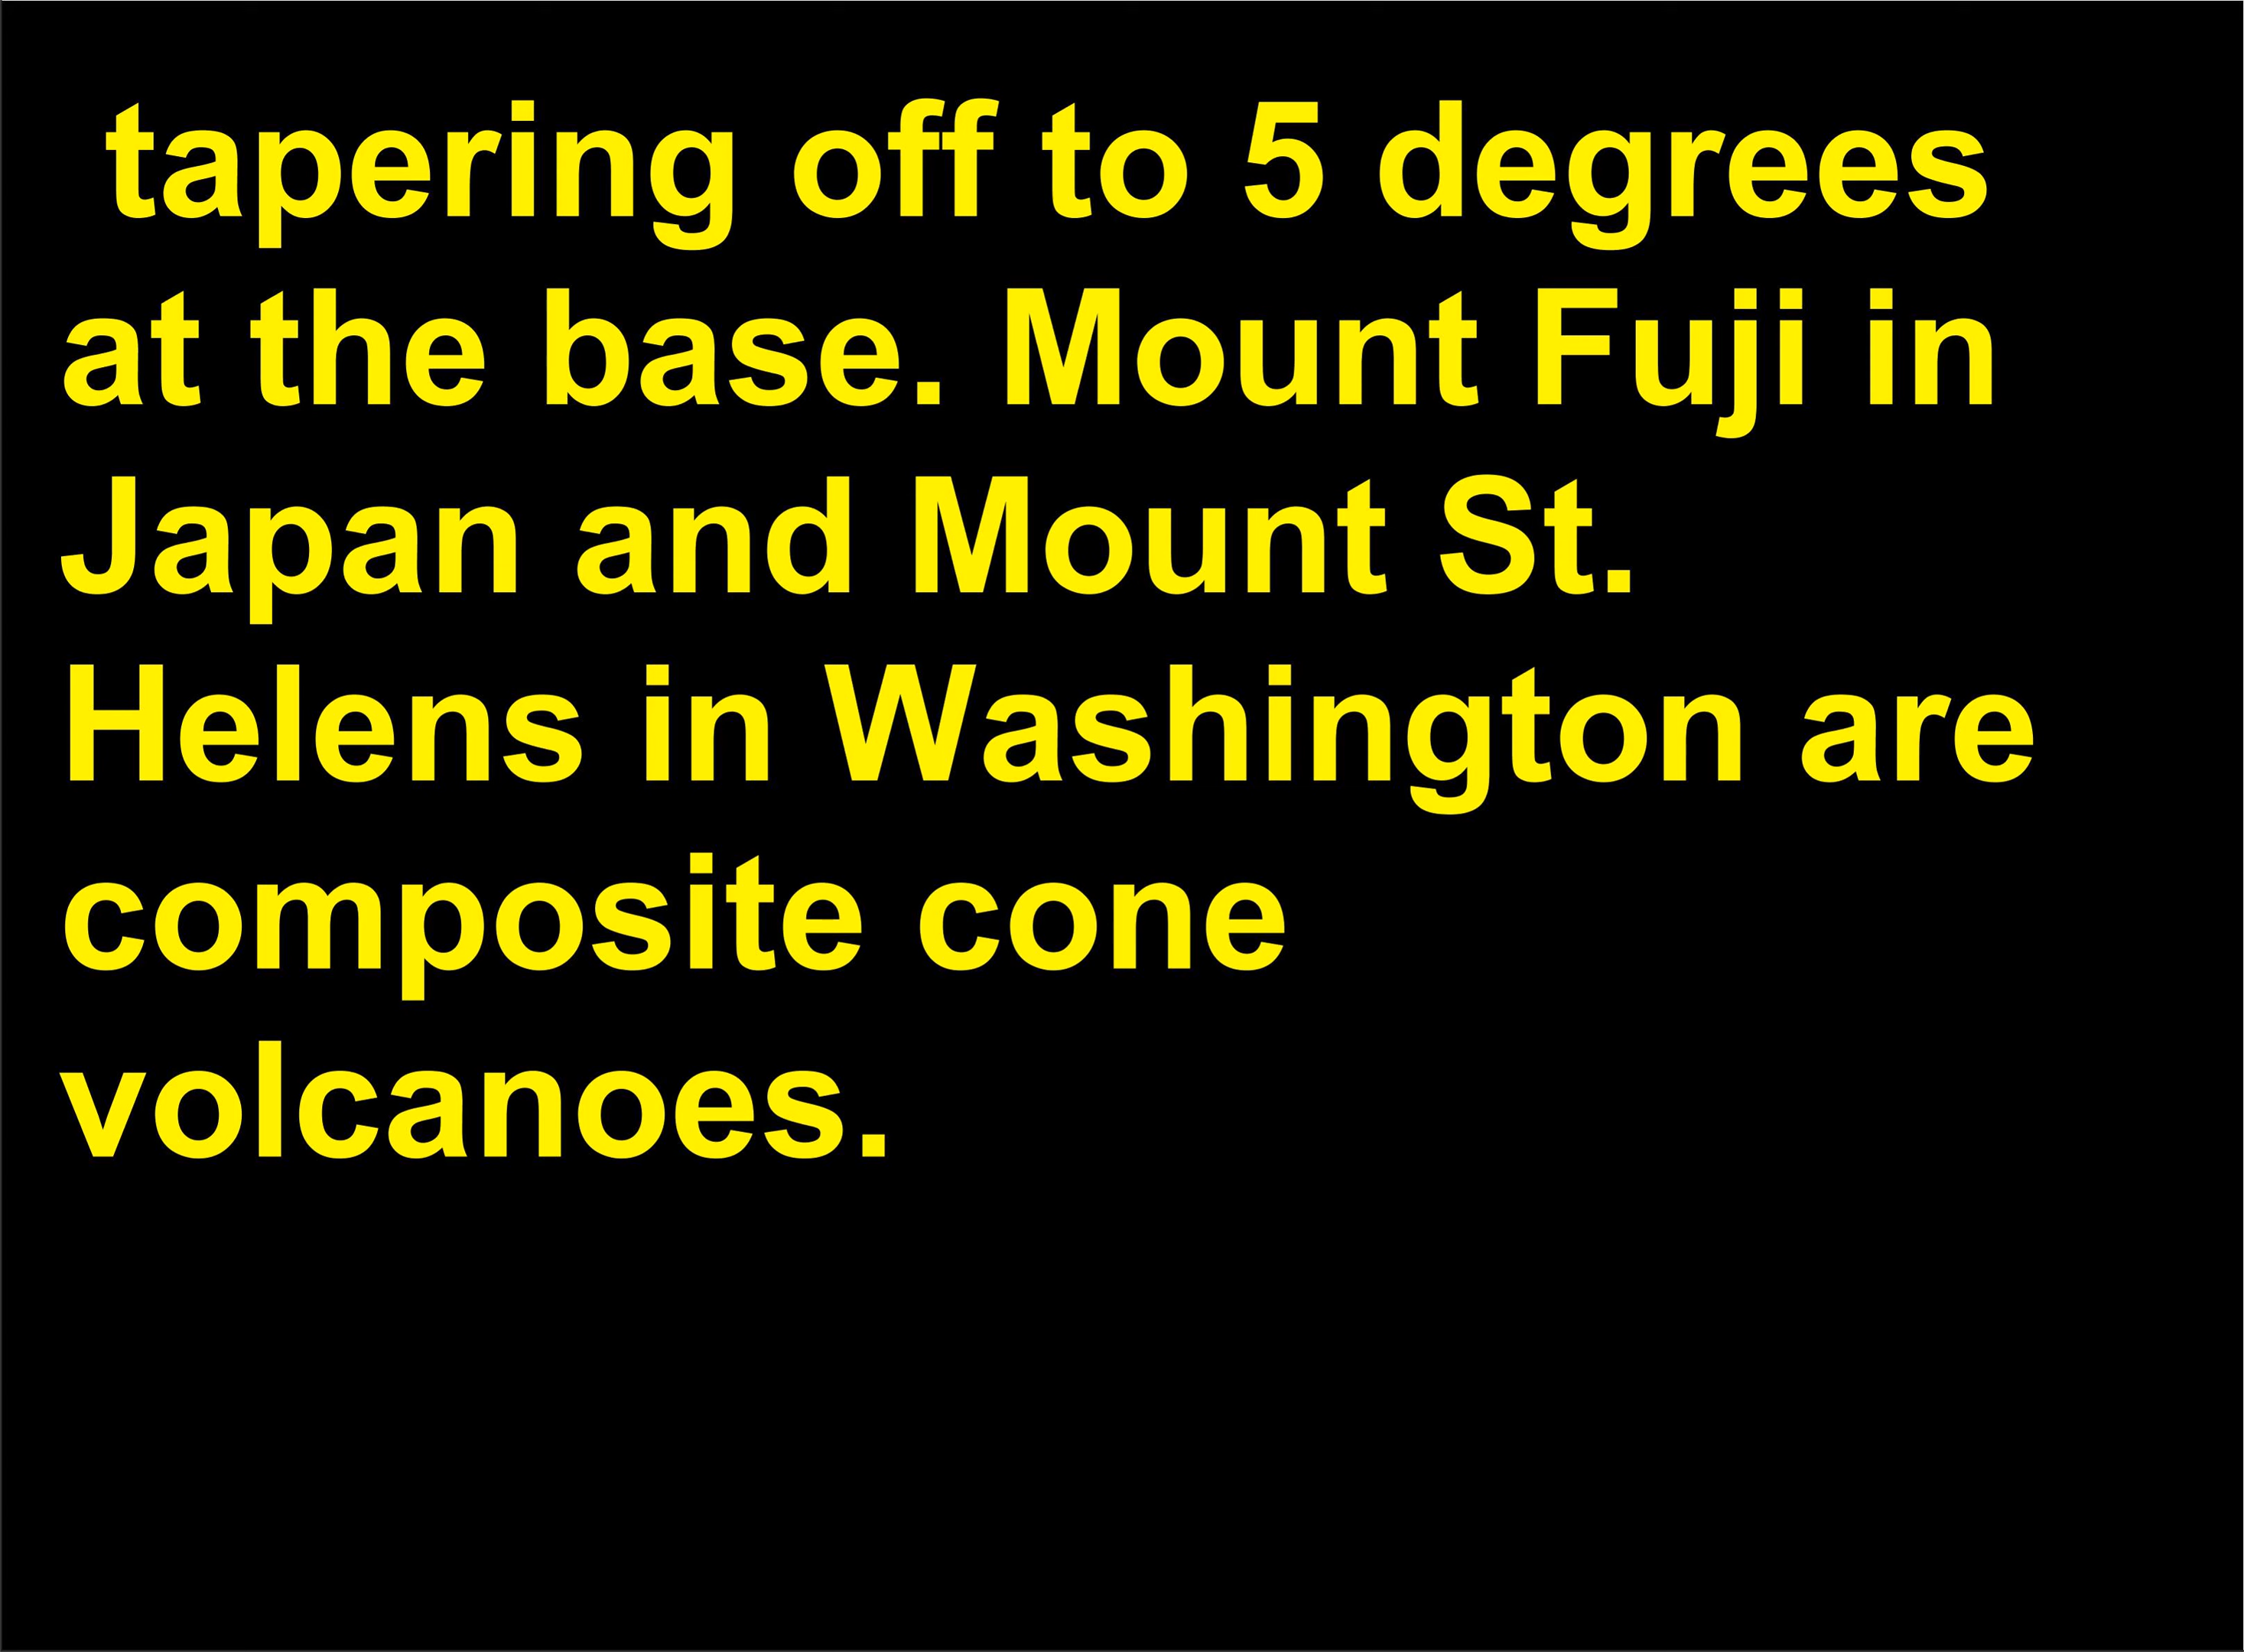 tapering off to 5 degrees
at the base. Mount Fuji in
Japan and Mount St.
Helens in Washington are
composite cone
volcanoes.